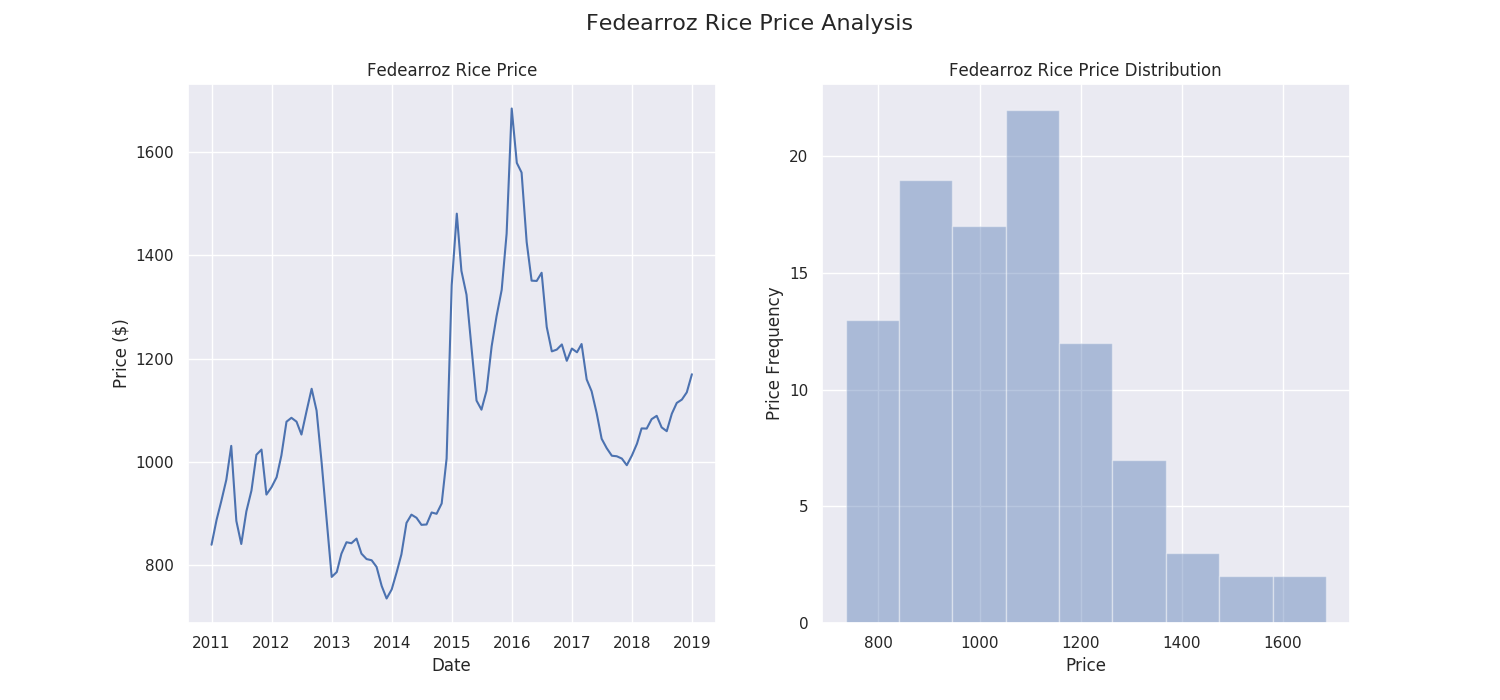 Fedearroz Rice Price Analysis
Fedearroz Rice Price
Price ($)
1600
1400
1200
1000
800
2011 2012 2013 2014 2015 2016 2017 2018 2019
Date
Fedearroz Rice Price Distribution
Price Frequency
20
15
10
5
0
800 1000 1200 1400 1600
Price